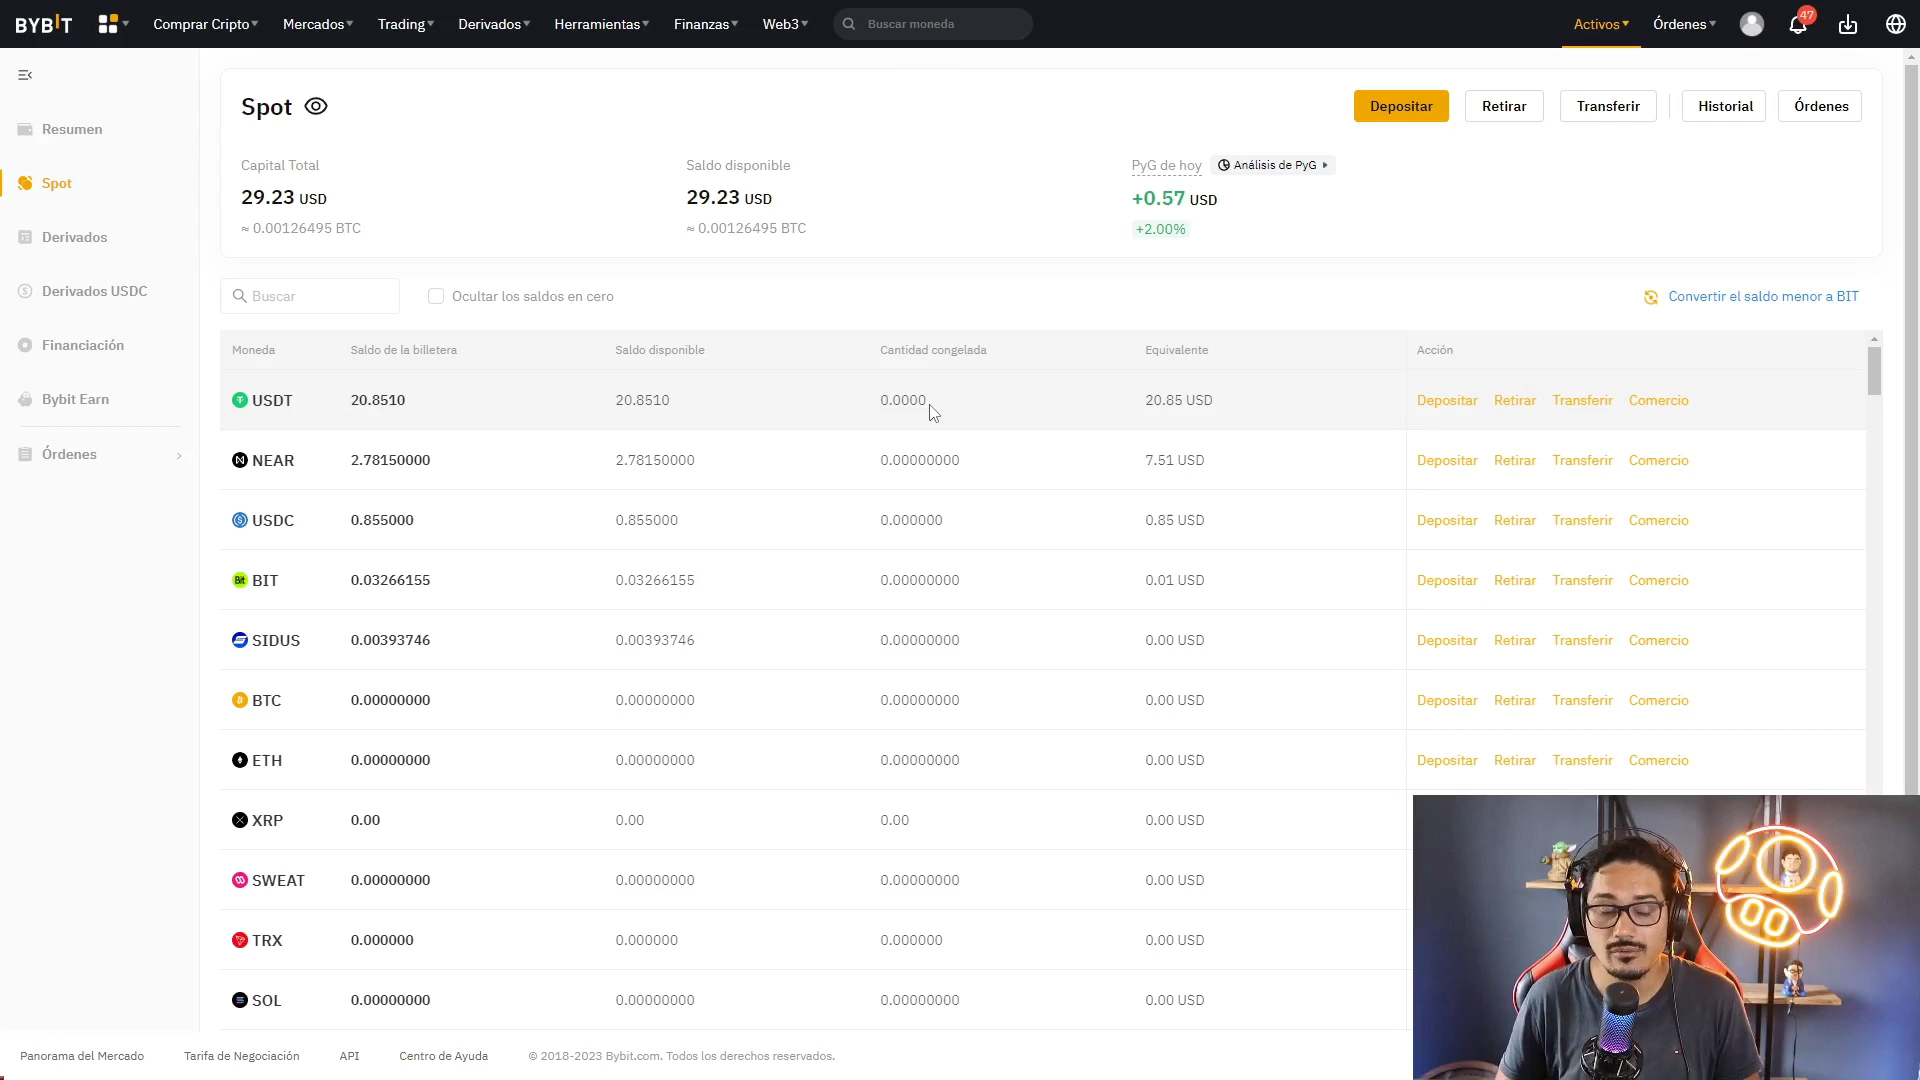 BYBIT Comprar Cripto Mercados Trading Derivados Herramientas Finanzas Web3 Buscar moneda Activos Órdenes 47
Resumen
Spot
Derivados
Derivados USDC
Financiación
Bybit Earn
Órdenes
Spot Depositar Retirar Transferir Historial Órdenes
Capital Total Saldo disponible PyG de hoy Análisis de PyG
29.23 USD 29.23 USD +0.57 USD
≈ 0.00126495 BTC ≈ 0.00126495 BTC +2.00%
Buscar Ocultar los saldos en cero Convertir el saldo menor a BIT
Moneda Saldo de la billetera Saldo disponible Cantidad congelada Equivalente Acción
USDT 20.8510 20.8510 0.0000 20.85 USD Depositar Retirar Transferir Comercio
NEAR 2.78150000 2.78150000 0.00000000 7.51 USD Depositar Retirar Transferir Comercio
USDC 0.855000 0.855000 0.000000 0.85 USD Depositar Retirar Transferir Comercio
Bit BIT 0.03266155 0.03266155 0.00000000 0.01 USD Depositar Retirar Transferir Comercio
SIDUS 0.00393746 0.00393746 0.00000000 0.00 USD Depositar Retirar Transferir Comercio
BTC 0.00000000 0.00000000 0.00000000 0.00 USD Depositar Retirar Transferir Comercio
ETH 0.00000000 0.00000000 0.00000000 0.00 USD Depositar Retirar Transferir Comercio
XRP 0.00 0.00 0.00 0.00 USD
SWEAT 0.00000000 0.00000000 0.00000000 0.00 USD
TRX 0.000000 0.000000 0.000000 0.00 USD
SOL 0.00000000 0.00000000 0.00000000 0.00 USD
Panorama del Mercado Tarifa de Negociación API Centro de Ayuda © 2018-2023 Bybit.com. Todos los derechos reservados.